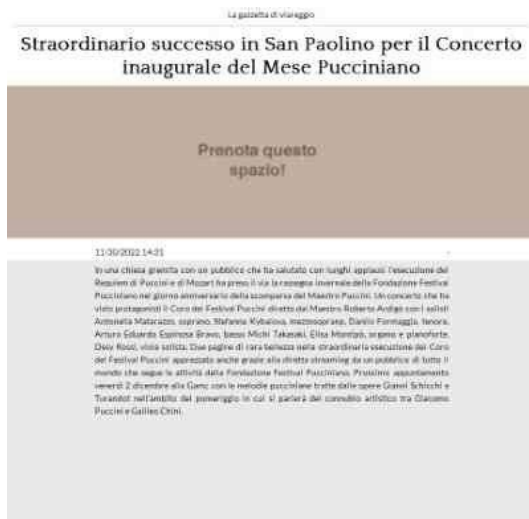 La gazzetta di viareggio
Straordinario successo in San Paolino per il Concerto
inaugurale del Mese Pucciniano
Prenota questo
spazio!
11/30/2022 14:21
In una chiesa gremita con un pubblico che ha salutato con lunghi applausi l'esecuzione del
Requiem di Puccini e di Mozart ha preso il via la rassegna invernale della Fondazione Festival
Pucciniano nel giorno anniversario della scomparsa del Maestro Puccini. Un concerto che ha
visto protagonisti il Coro del Festival Puccini diretto dal Maestro Roberto Ardigò con i solisti
Antonella Matarazzo, soprano, Stefania Kybalova, mezzosoprano, Danilo Formaggia, tenore,
Arturo Eduardo Espinosa Bravo, basso Michi Takasaki, Elisa Montipò, organo e pianoforte,
Rossi, viola solista. Due pagine di rara bellezza nella straordinaria esecuzione del Coro
del Festival Puccini apprezzato anche grazie alla diretta streaming da un pubblico di tutto il
mondo che segue le attività della Fondazione Festival Pucciniano. Prossimo appuntamento
venerdì 2 dicembre alla Gamc con le melodie pucciniane tratte dalle opere Gianni Schicchi e
Turandot nell'ambito del pomeriggio in cui si parlerà del connubio artistico tra Giacomo
Puccini e Galileo Chini.